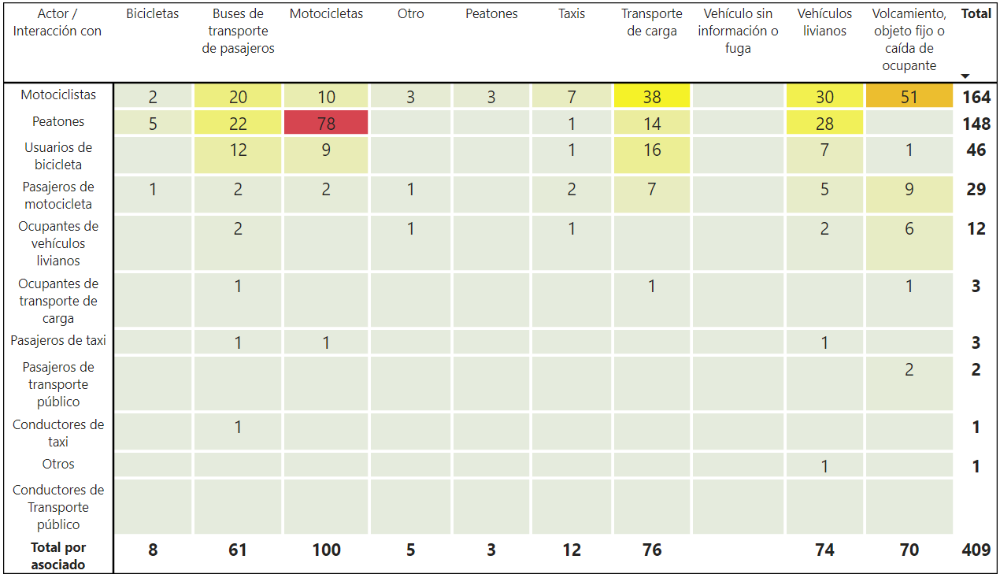 Actor / Interacción con Bicicletas Buses de transporte de pasajeros Motocicletas Otro Peatones Taxis Transporte de carga Vehículo sin información o fuga Vehículos livianos Volcamiento, objeto fijo o caída de ocupante Total
Motociclistas 2 20 10 3 3 7 38 30 51 164
Peatones 5 22 78 1 14 28 148
Usuarios de bicicleta 12 9 1 16 7 1 46
Pasajeros de motocicleta 1 2 2 1 2 7 5 9 29
Ocupantes de vehículos livianos 2 1 1 2 6 12
Ocupantes de transporte de carga 1 1 1 3
Pasajeros de taxi 1 1 1 3
Pasajeros de transporte público 2 2
Conductores de taxi 1 1
Otros 1 1
Conductores de Transporte público
Total por asociado 8 61 100 5 3 12 76 74 70 409